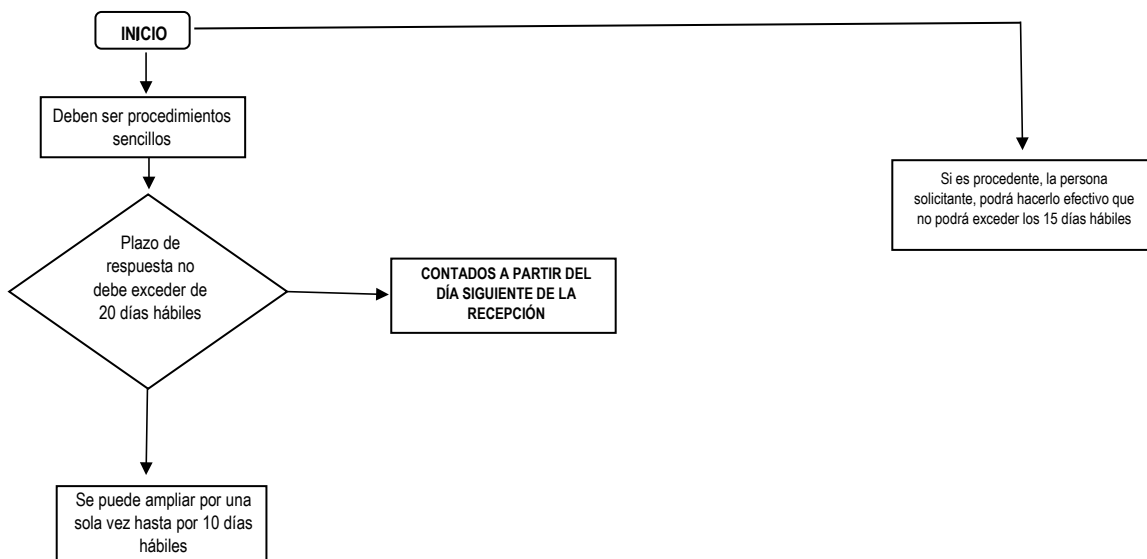 INICIO
Deben ser procedimientos
sencillos
Si es procedente, la persona
solicitante, podrá hacerlo efectivo que
no podrá exceder los 15 días hábiles
Plazo de
respuesta no
debe exceder de
20 días hábiles
CONTADOS A PARTIR DEL
DÍA SIGUIENTE DE LA
RECEPCIÓN
Se puede ampliar por una
sola vez hasta por 10 días
hábiles